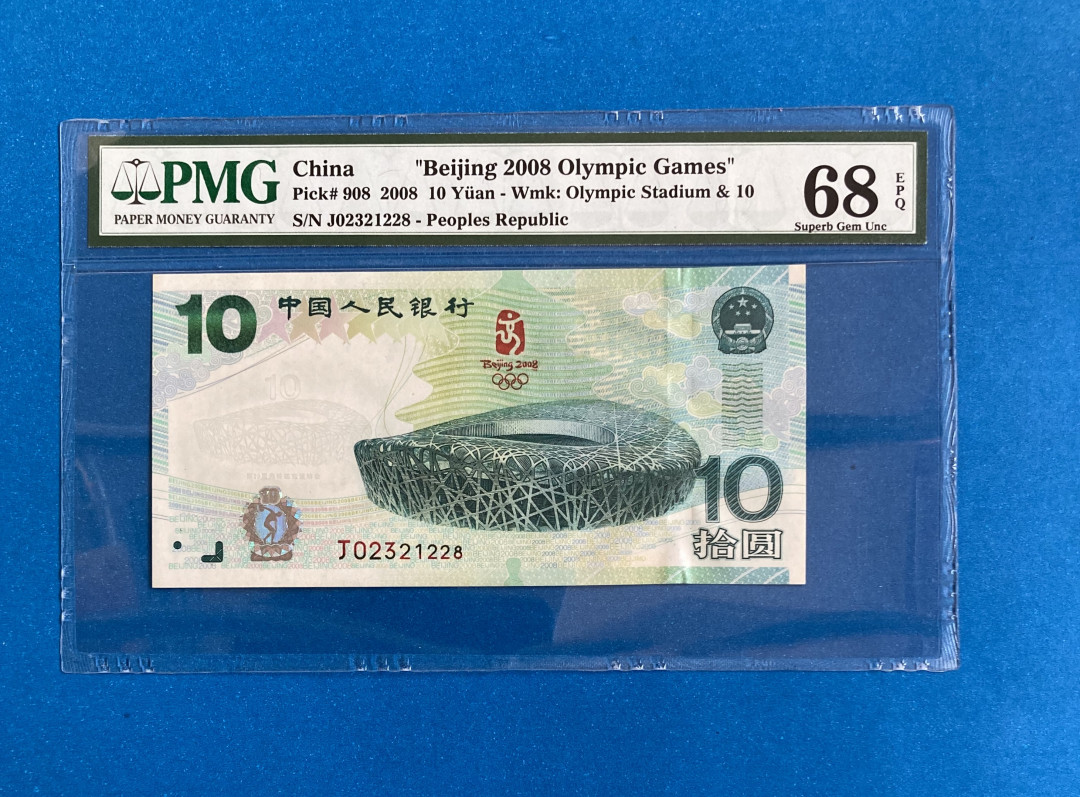 PMG
PAPER MONEY GUARANTY
China "Beijing 2008 Olympic Games"
Pick# 908 2008 10 Yüan - Wmk: Olympic Stadium & 10
S/N J02321228 - Peoples Republic
68
EPQ
Superb Gem Unc
10 中国人民银行
Beijing 2008
10
10
拾圆
J02321228